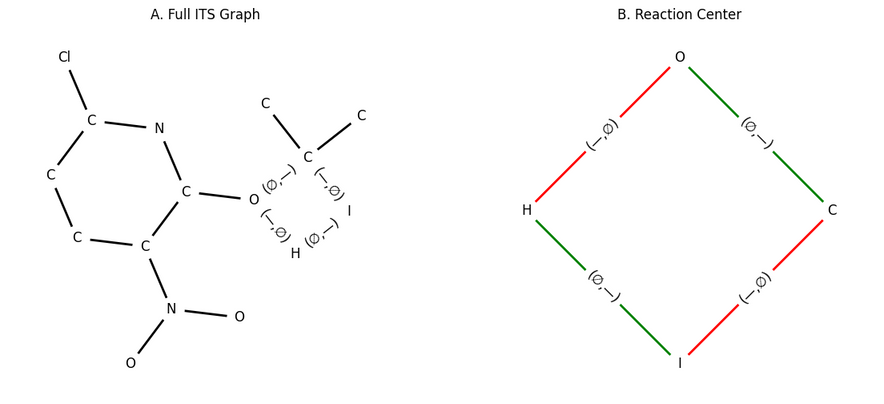 A. Full ITS Graph
Cl
C
N
C
C
C
C
O
C
C
C
(∅,—)
(—,∅)
I
(—,∅)
(∅,—)
H
N
O
O
B. Reaction Center
O
(—,∅)
(∅,—)
H
C
(∅,—)
(—,∅)
I